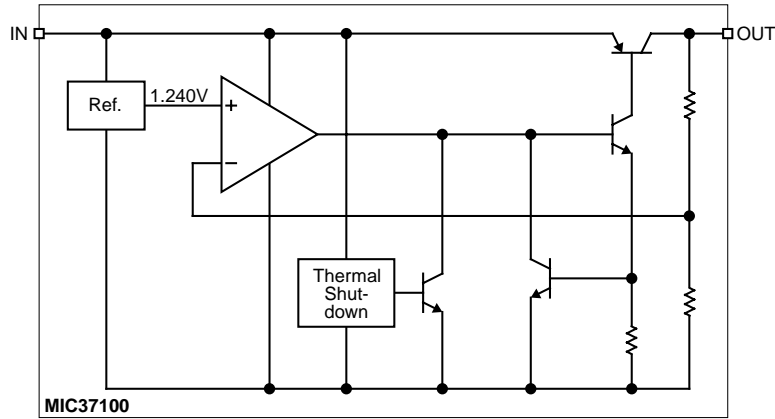 IN
OUT
Ref.
1.240V
+
–
Thermal
Shut-
down
MIC37100